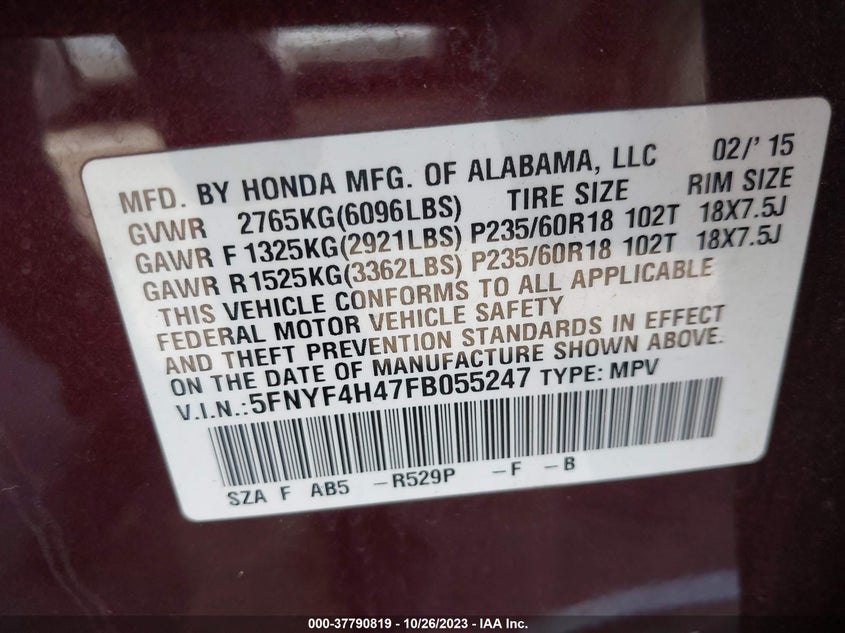 MFD. BY HONDA MFG. OF ALABAMA, LLC 02/' 15
GVWR 2765KG(6096LBS) TIRE SIZE RIM SIZE
GAWR F 1325KG(2921LBS) P235/60R18 102T 18X7.5J
GAWR R1525KG(3362LBS) P235/60R18 102T 18X7.5J
THIS VEHICLE CONFORMS TO ALL APPLICABLE
FEDERAL MOTOR VEHICLE SAFETY
AND THEFT PREVENTION STANDARDS IN EFFECT
ON THE DATE OF MANUFACTURE SHOWN ABOVE.
V.I.N.:5FNYF4H47FB055247 TYPE: MPV
SZA F AB5 -R529P -F -B
000-37790819 - 10/26/2023 - IAA Inc.